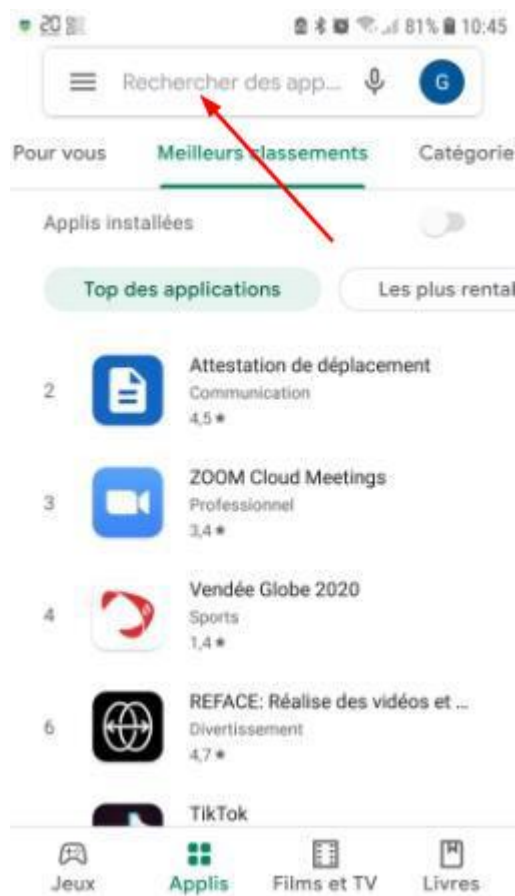 20 81% 10:45
Rechercher des app... G
Pour vous Meilleurs classements Catégorie
Applis installées
Top des applications Les plus rental
2 Attestation de déplacement
Communication
4,5★
3 ZOOM Cloud Meetings
Professionnel
3,4★
4 Vendée Globe 2020
Sports
1,4★
6 REFACE: Réalise des vidéos et ...
Divertissement
4,7★
TikTok
Jeux Applis Films et TV Livres